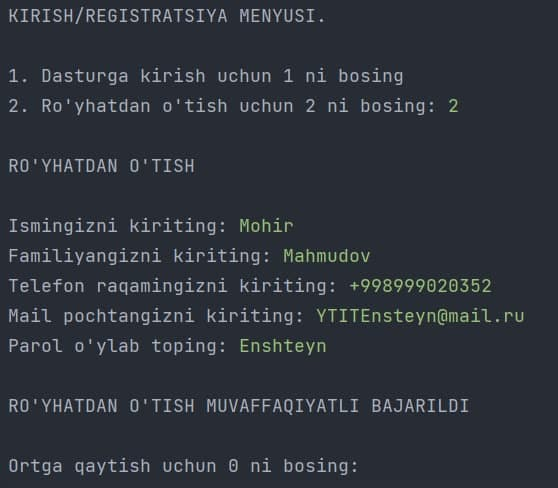 KIRISH/REGISTRATSIYA MENYUSI.
1. Dasturga kirish uchun 1 ni bosing
2. Ro'yhatdan o'tish uchun 2 ni bosing: 2
RO'YHATDAN O'TISH
Ismingizni kiriting: Mohir
Familiyangizni kiriting: Mahmudov
Telefon raqamingizni kiriting: +998999020352
Mail pochtangizni kiriting: YTITEnsteyn@mail.ru
Parol o'ylab toping: Enshteyn
RO'YHATDAN O'TISH MUVAFFAQIYATLI BAJARILDI
Ortga qaytish uchun 0 ni bosing: